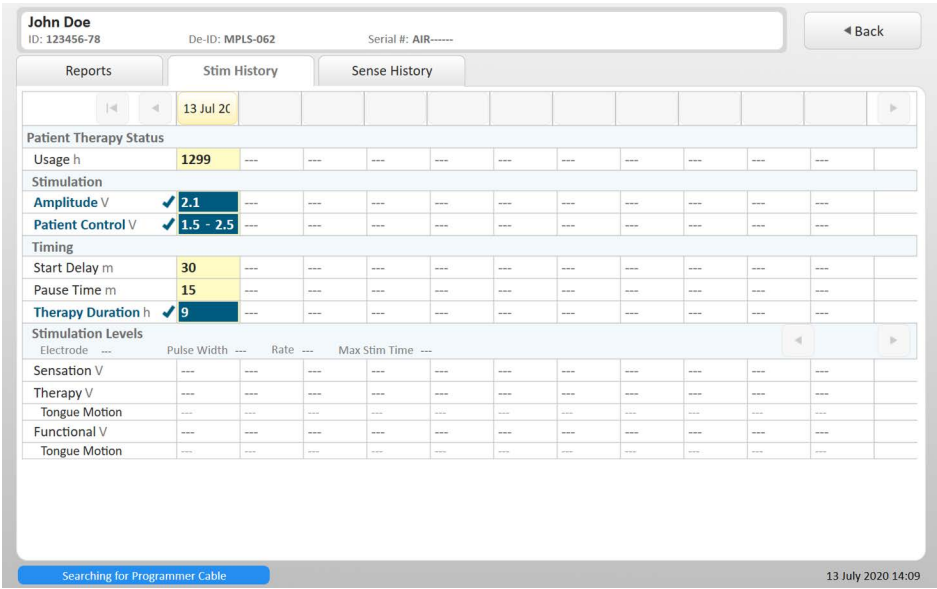 John Doe
ID: 123456-78 De-ID: MPLS-062 Serial #: AIR------
◄ Back
Reports Stim History Sense History
13 Jul 20
Patient Therapy Status
Usage h 1299 --- --- --- --- --- --- --- --- --- ---
Stimulation
Amplitude V ✔ 2.1 --- --- --- --- --- --- --- --- --- ---
Patient Control V ✔ 1.5 - 2.5 --- --- --- --- --- --- --- --- --- ---
Timing
Start Delay m 30 --- --- --- --- --- --- --- --- --- ---
Pause Time m 15 --- --- --- --- --- --- --- --- --- ---
Therapy Duration h ✔ 9 --- --- --- --- --- --- --- --- --- ---
Stimulation Levels
Electrode --- Pulse Width --- Rate --- Max Stim Time ---
Sensation V --- --- --- --- --- --- --- --- --- --- ---
Therapy V --- --- --- --- --- --- --- --- --- --- ---
Tongue Motion --- --- --- --- --- --- --- --- --- --- ---
Functional V --- --- --- --- --- --- --- --- --- --- ---
Tongue Motion --- --- --- --- --- --- --- --- --- --- ---
Searching for Programmer Cable 13 July 2020 14:09